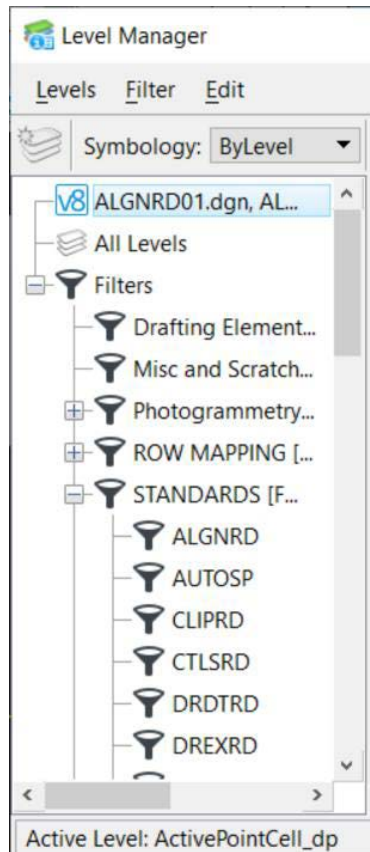 Level Manager
Levels Filter Edit
Symbology: ByLevel
V8 ALGNRD01.dgn, AL...
All Levels
Filters
Drafting Element...
Misc and Scratch...
Photogrammetry...
ROW MAPPING [...
STANDARDS [F...
ALGNRD
AUTOSP
CLIPRD
CTLSRD
DRDTRD
DREXRD
Active Level: ActivePointCell_dp